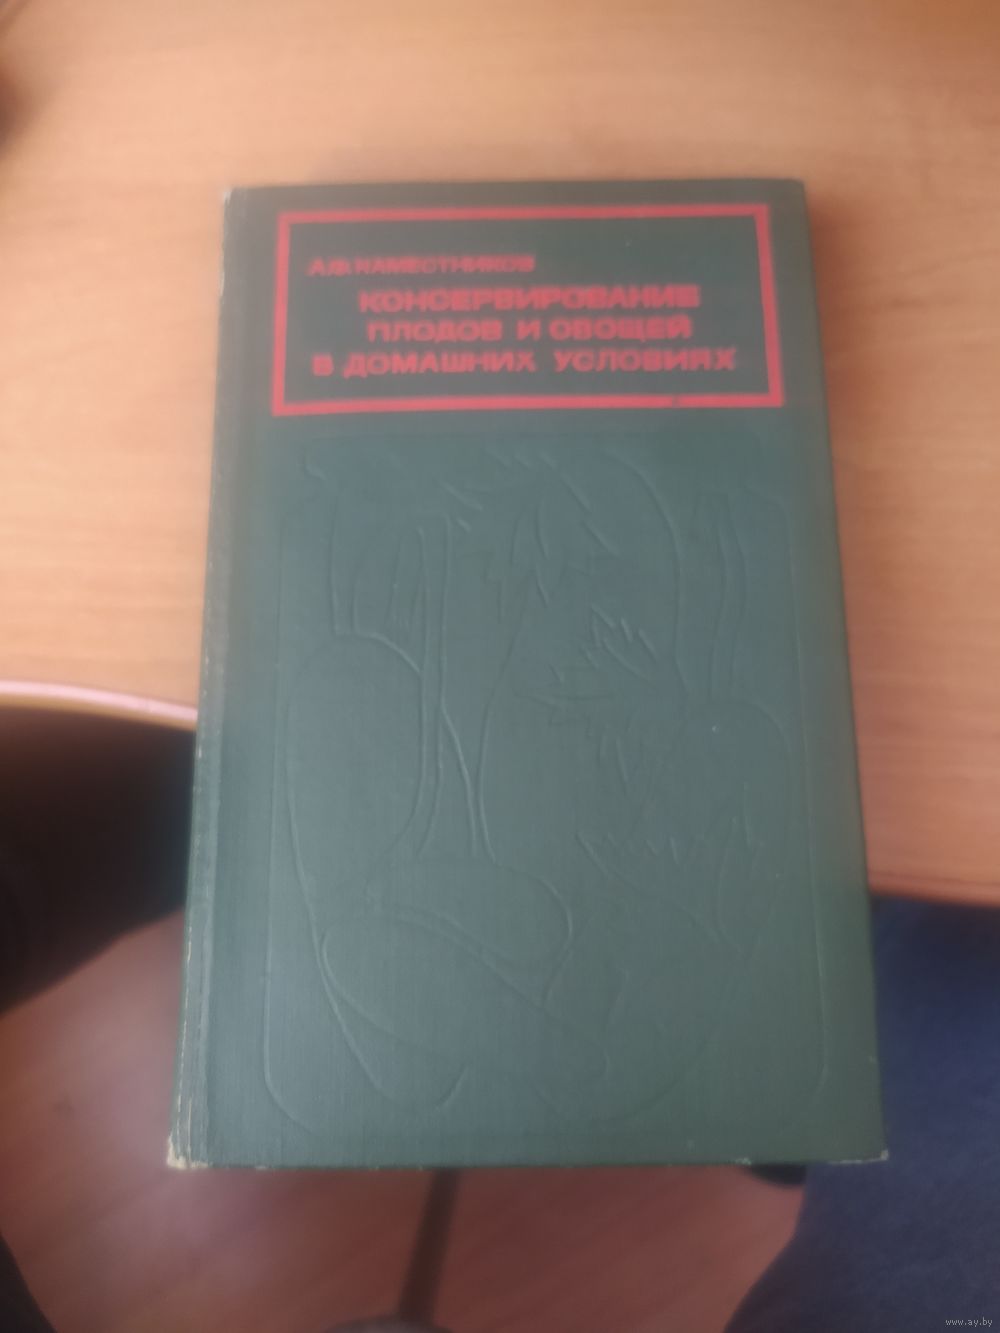 А.Ф. НАМЕСТНИКОВ
КОНСЕРВИРОВАНИЕ
ПЛОДОВ И ОВОЩЕЙ
В ДОМАШНИХ УСЛОВИЯХ
www.ay.by